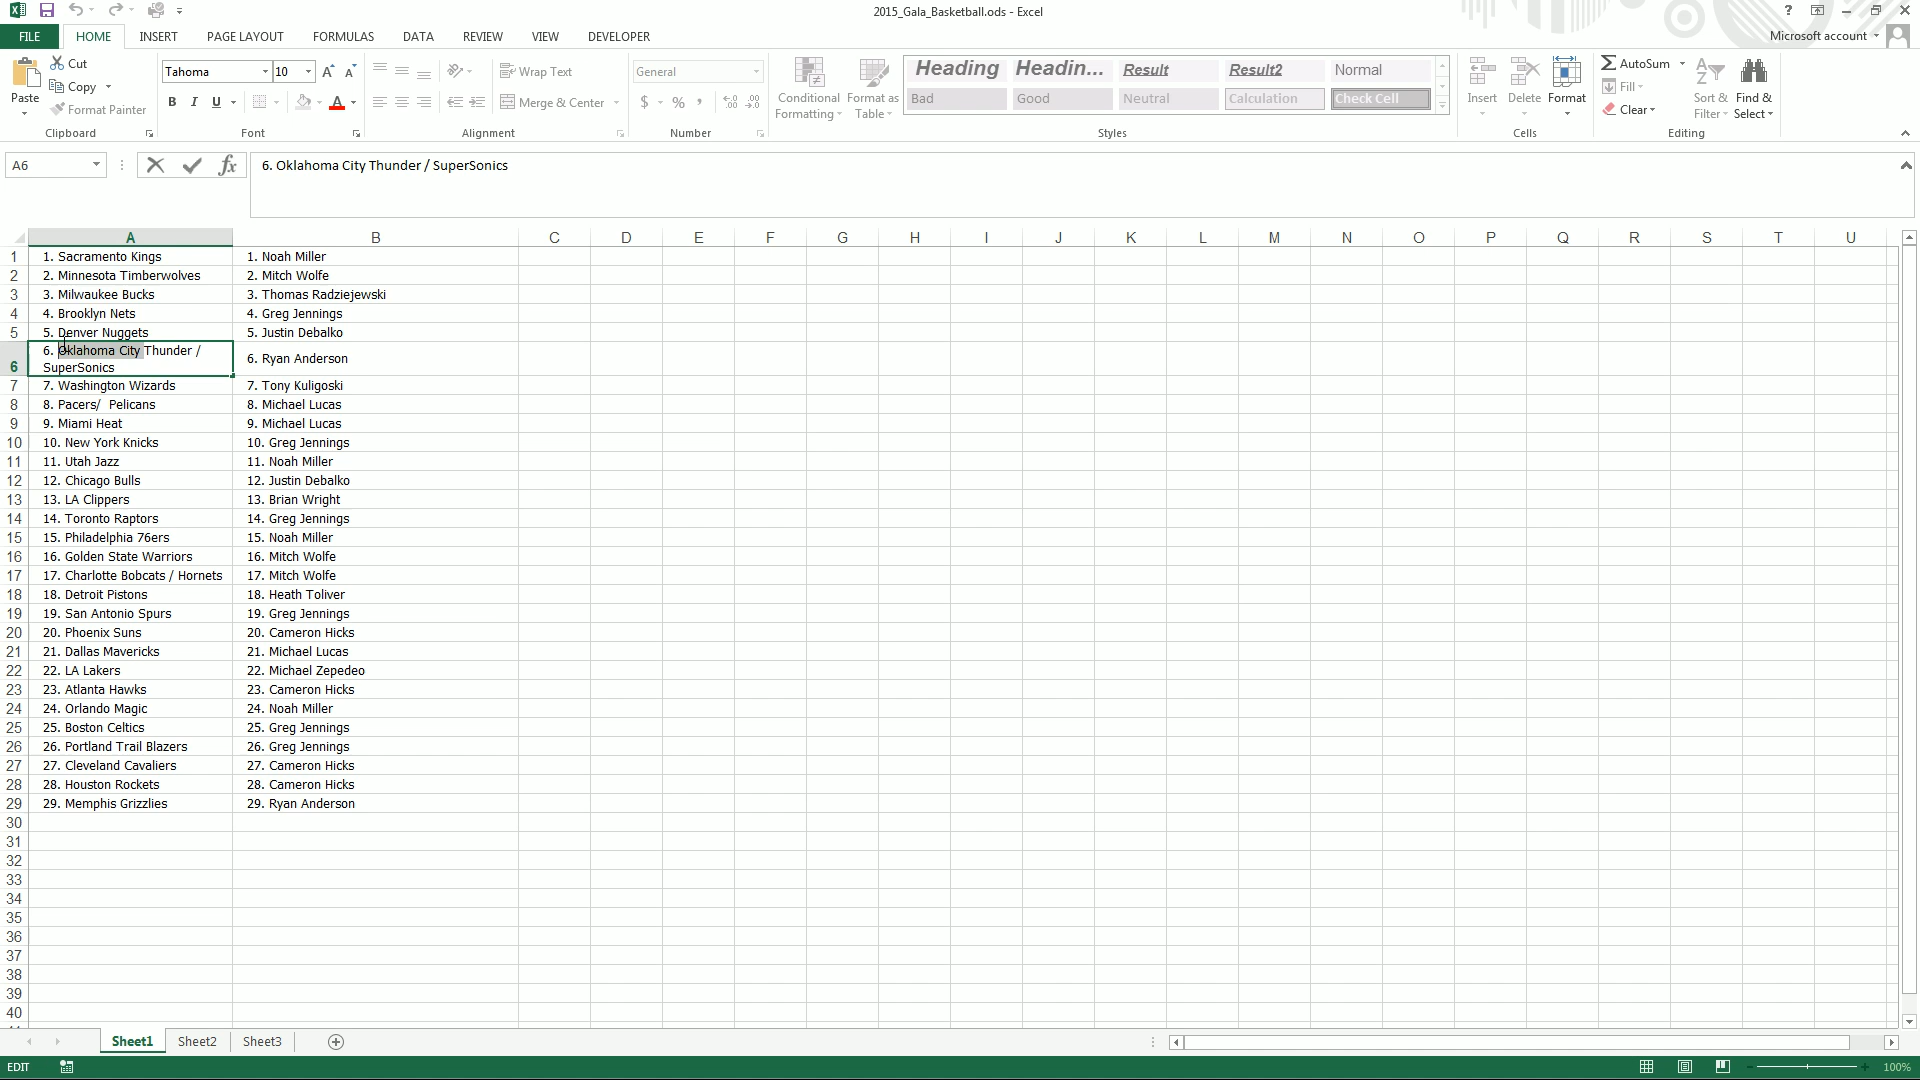 2015_Gala_Basketball.ods - Excel
?
FILE HOME INSERT PAGE LAYOUT FORMULAS DATA REVIEW VIEW DEVELOPER Microsoft account
Paste Cut Copy Format Painter
Tahoma 10 A A B I U A
Wrap Text Merge & Center
General $ % ,
Conditional Formatting Format as Table
Heading Headin... Result Result2 Normal
Bad Good Neutral Calculation Check Cell
Insert Delete Format
AutoSum Fill Clear Sort & Filter Find & Select
Clipboard Font Alignment Number Styles Cells Editing
A6 fx 6. Oklahoma City Thunder / SuperSonics
A B C D E F G H I J K L M N O P Q R S T U
1 1. Sacramento Kings 1. Noah Miller
2 2. Minnesota Timberwolves 2. Mitch Wolfe
3 3. Milwaukee Bucks 3. Thomas Radziejewski
4 4. Brooklyn Nets 4. Greg Jennings
5 5. Denver Nuggets 5. Justin Debalko
6 6. Oklahoma City Thunder / SuperSonics 6. Ryan Anderson
7 7. Washington Wizards 7. Tony Kuligoski
8 8. Pacers/ Pelicans 8. Michael Lucas
9 9. Miami Heat 9. Michael Lucas
10 10. New York Knicks 10. Greg Jennings
11 11. Utah Jazz 11. Noah Miller
12 12. Chicago Bulls 12. Justin Debalko
13 13. LA Clippers 13. Brian Wright
14 14. Toronto Raptors 14. Greg Jennings
15 15. Philadelphia 76ers 15. Noah Miller
16 16. Golden State Warriors 16. Mitch Wolfe
17 17. Charlotte Bobcats / Hornets 17. Mitch Wolfe
18 18. Detroit Pistons 18. Heath Toliver
19 19. San Antonio Spurs 19. Greg Jennings
20 20. Phoenix Suns 20. Cameron Hicks
21 21. Dallas Mavericks 21. Michael Lucas
22 22. LA Lakers 22. Michael Zepedeo
23 23. Atlanta Hawks 23. Cameron Hicks
24 24. Orlando Magic 24. Noah Miller
25 25. Boston Celtics 25. Greg Jennings
26 26. Portland Trail Blazers 26. Greg Jennings
27 27. Cleveland Cavaliers 27. Cameron Hicks
28 28. Houston Rockets 28. Cameron Hicks
29 29. Memphis Grizzlies 29. Ryan Anderson
30
31
32
33
34
35
36
37
38
39
40
Sheet1 Sheet2 Sheet3
EDIT 100%